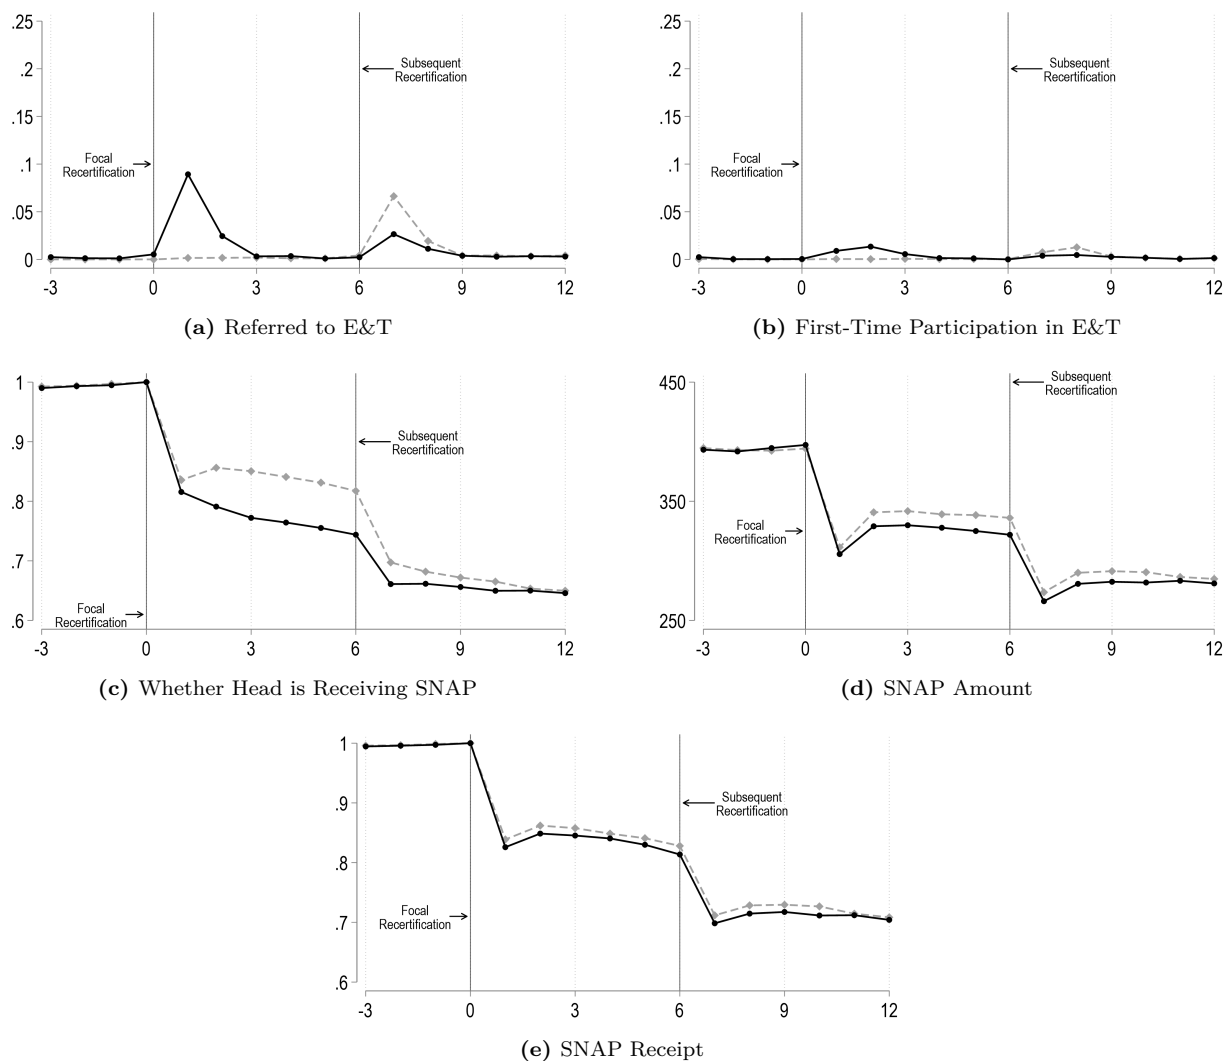 .25
.2
.15
.1
.05
0
Subsequent
Recertification
Focal
Recertification
-3 0 3 6 9 12
(a) Referred to E&T
.25
.2
.15
.1
.05
0
Subsequent
Recertification
Focal
Recertification
-3 0 3 6 9 12
(b) First-Time Participation in E&T
1
.9
.8
.7
.6
Subsequent
Recertification
Focal
Recertification
-3 0 3 6 9 12
(c) Whether Head is Receiving SNAP
450
350
250
Subsequent
Recertification
Focal
Recertification
-3 0 3 6 9 12
(d) SNAP Amount
1
.9
.8
.7
.6
Subsequent
Recertification
Focal
Recertification
-3 0 3 6 9 12
(e) SNAP Receipt